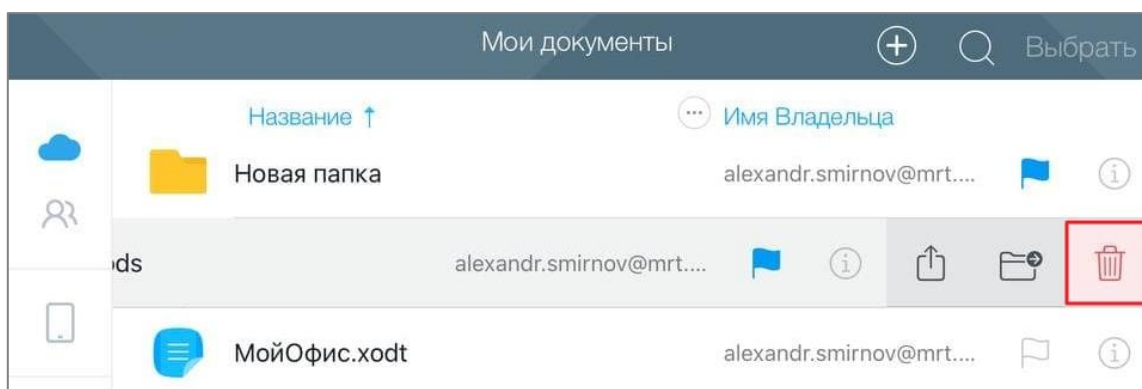 Мои документы Выбрать
Название ↑ Имя Владельца
Новая папка alexandr.smirnov@mrt....
ods alexandr.smirnov@mrt....
МойОфис.xodt alexandr.smirnov@mrt....